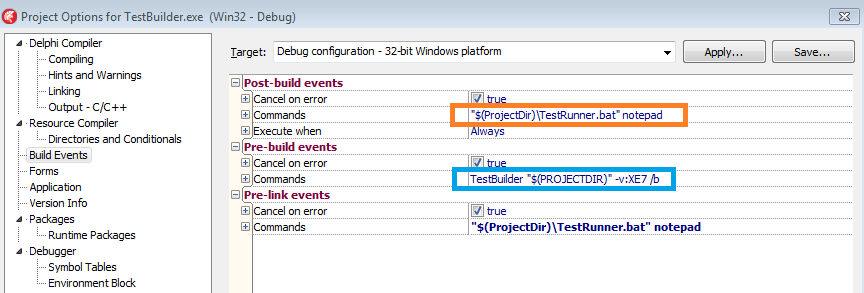 Project Options for TestBuilder.exe (Win32 - Debug)
Delphi Compiler
Compiling
Hints and Warnings
Linking
Output - C/C++
Resource Compiler
Directories and Conditionals
Build Events
Forms
Application
Version Info
Packages
Runtime Packages
Debugger
Symbol Tables
Environment Block
Target: Debug configuration - 32-bit Windows platform Apply... Save...
Post-build events
Cancel on error true
Commands "$(ProjectDir)\TestRunner.bat" notepad
Execute when Always
Pre-build events
Cancel on error true
Commands TestBuilder "$(PROJECTDIR)" -v:XE7 /b
Pre-link events
Cancel on error true
Commands "$(ProjectDir)\TestRunner.bat" notepad